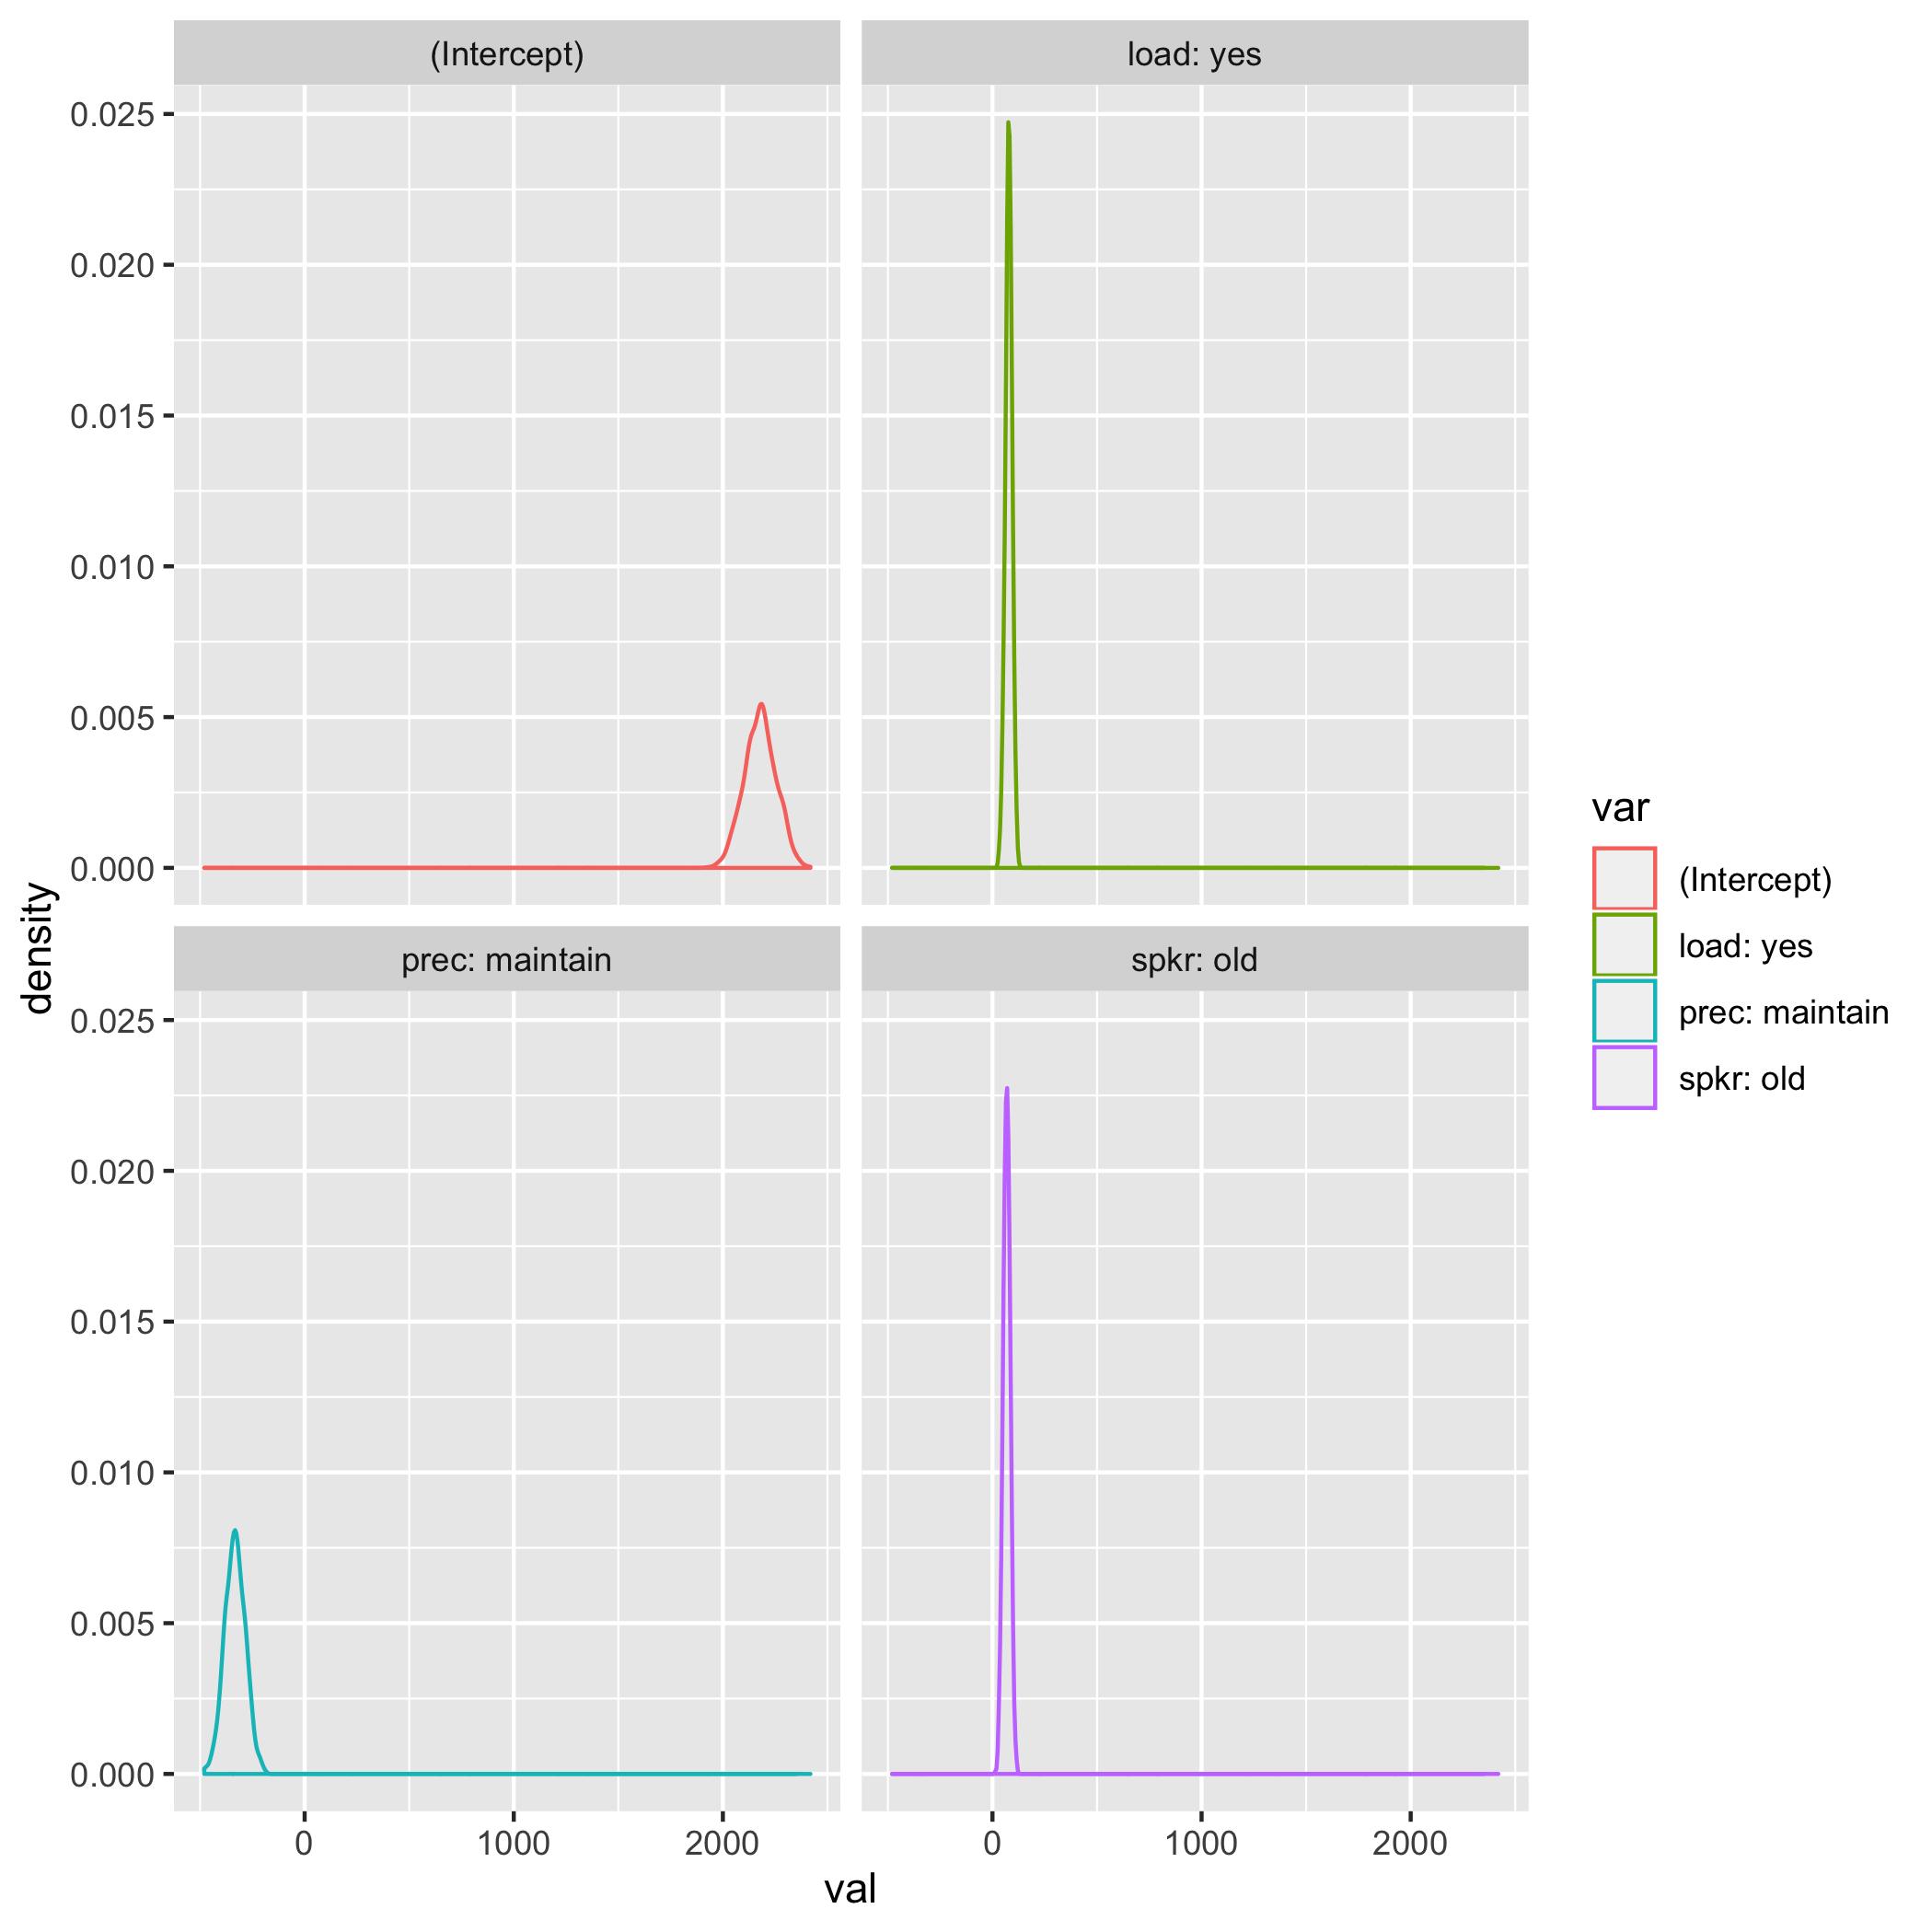 (Intercept)
load: yes
0.025
0.020
0.015
0.010
0.005
0.000
prec: maintain
spkr: old
0.025
0.020
0.015
0.010
0.005
0.000
0
1000
2000
0
1000
2000
val
density
var
(Intercept)
load: yes
prec: maintain
spkr: old